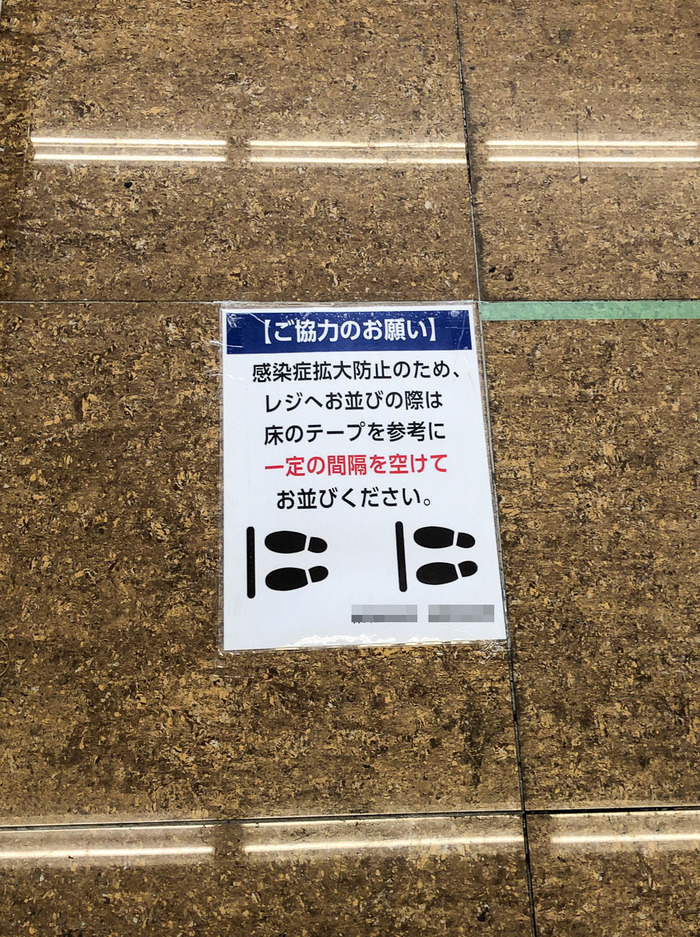 【ご協力のお願い】
感染症拡大防止のため、
レジへお並びの際は
床のテープを参考に
一定の間隔を空けて
お並びください。